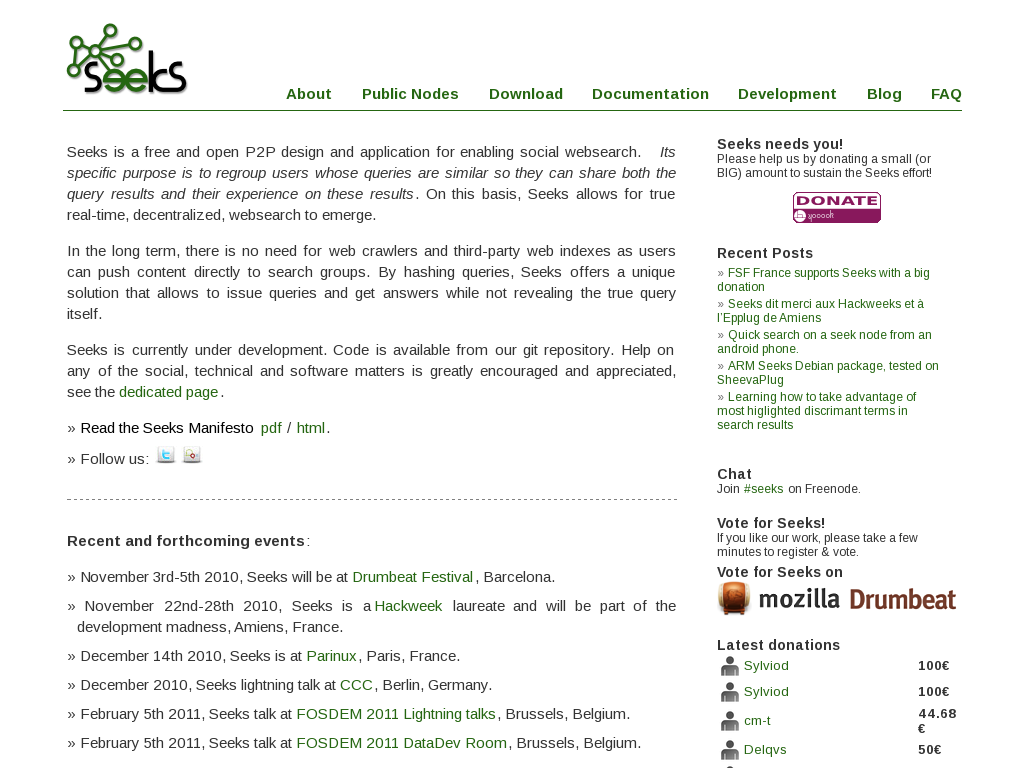 seeks
About Public Nodes Download Documentation Development Blog FAQ
Seeks is a free and open P2P design and application for enabling social websearch. Its
specific purpose is to regroup users whose queries are similar so they can share both the
query results and their experience on these results. On this basis, Seeks allows for true
real-time, decentralized, websearch to emerge.
In the long term, there is no need for web crawlers and third-party web indexes as users
can push content directly to search groups. By hashing queries, Seeks offers a unique
solution that allows to issue queries and get answers while not revealing the true query
itself.
Seeks is currently under development. Code is available from our git repository. Help on
any of the social, technical and software matters is greatly encouraged and appreciated,
see the dedicated page.
» Read the Seeks Manifesto pdf / html.
» Follow us:
Recent and forthcoming events:
» November 3rd-5th 2010, Seeks will be at Drumbeat Festival, Barcelona.
» November 22nd-28th 2010, Seeks is a Hackweek laureate and will be part of the
development madness, Amiens, France.
» December 14th 2010, Seeks is at Parinux, Paris, France.
» December 2010, Seeks lightning talk at CCC, Berlin, Germany.
» February 5th 2011, Seeks talk at FOSDEM 2011 Lightning talks, Brussels, Belgium.
» February 5th 2011, Seeks talk at FOSDEM 2011 DataDev Room, Brussels, Belgium.
Seeks needs you!
Please help us by donating a small (or
BIG) amount to sustain the Seeks effort!
DONATE
yooook
Recent Posts
» FSF France supports Seeks with a big
donation
» Seeks dit merci aux Hackweeks et à
l'Epplug de Amiens
» Quick search on a seek node from an
android phone.
» ARM Seeks Debian package, tested on
SheevaPlug
» Learning how to take advantage of
most higlighted discrimant terms in
search results
Chat
Join #seeks on Freenode.
Vote for Seeks!
If you like our work, please take a few
minutes to register & vote.
Vote for Seeks on
mozilla Drumbeat
Latest donations
Sylviod 100€
Sylviod 100€
cm-t 44.68
€
Delqvs 50€